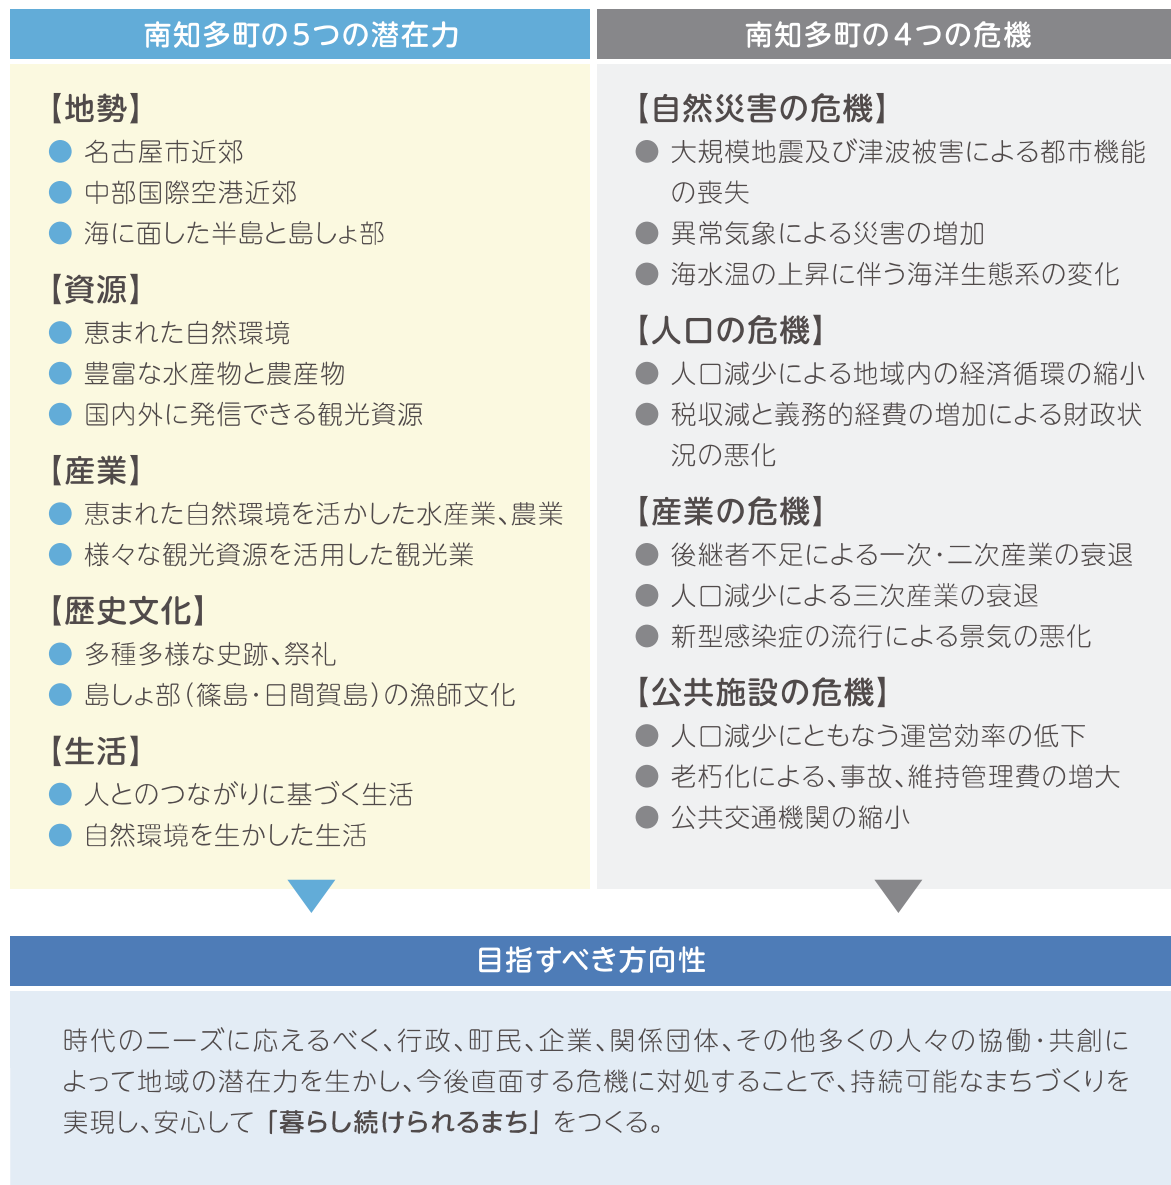 南知多町の5つの潜在力
【地勢】
● 名古屋市近郊
● 中部国際空港近郊
● 海に面した半島と島しょ部
【資源】
● 恵まれた自然環境
● 豊富な水産物と農産物
● 国内外に発信できる観光資源
【産業】
● 恵まれた自然環境を活かした水産業、農業
● 様々な観光資源を活用した観光業
【歴史文化】
● 多種多様な史跡、祭礼
● 島しょ部（篠島・日間賀島）の漁師文化
【生活】
● 人とのつながりに基づく生活
● 自然環境を生かした生活
南知多町の4つの危機
【自然災害の危機】
● 大規模地震及び津波被害による都市機能
の喪失
● 異常気象による災害の増加
● 海水温の上昇に伴う海洋生態系の変化
【人口の危機】
● 人口減少による地域内の経済循環の縮小
● 税収減と義務的経費の増加による財政状
況の悪化
【産業の危機】
● 後継者不足による一次・二次産業の衰退
● 人口減少による三次産業の衰退
● 新型感染症の流行による景気の悪化
【公共施設の危機】
● 人口減少にともなう運営効率の低下
● 老朽化による、事故、維持管理費の増大
● 公共交通機関の縮小
目指すべき方向性
時代のニーズに応えるべく、行政、町民、企業、関係団体、その他多くの人々の協働・共創に
よって地域の潜在力を生かし、今後直面する危機に対処することで、持続可能なまちづくりを
実現し、安心して「暮らし続けられるまち」をつくる。